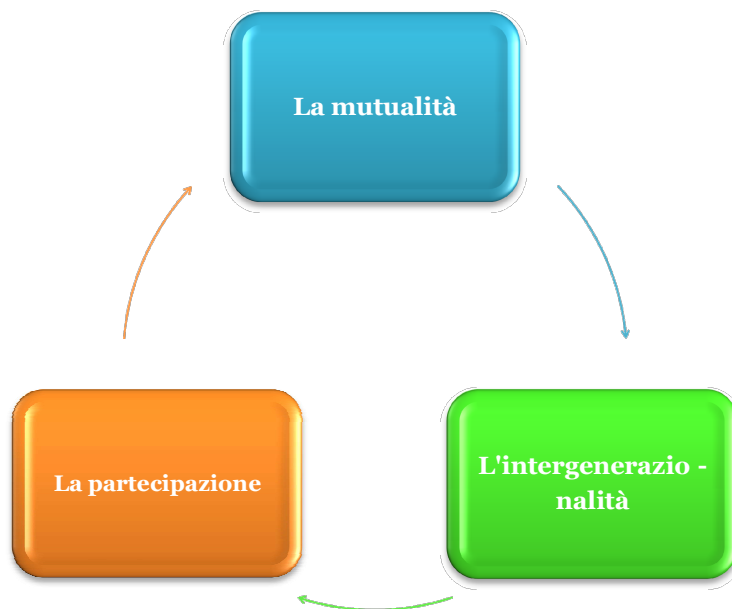 La mutualità
La partecipazione
L'intergenerazio -
nalità